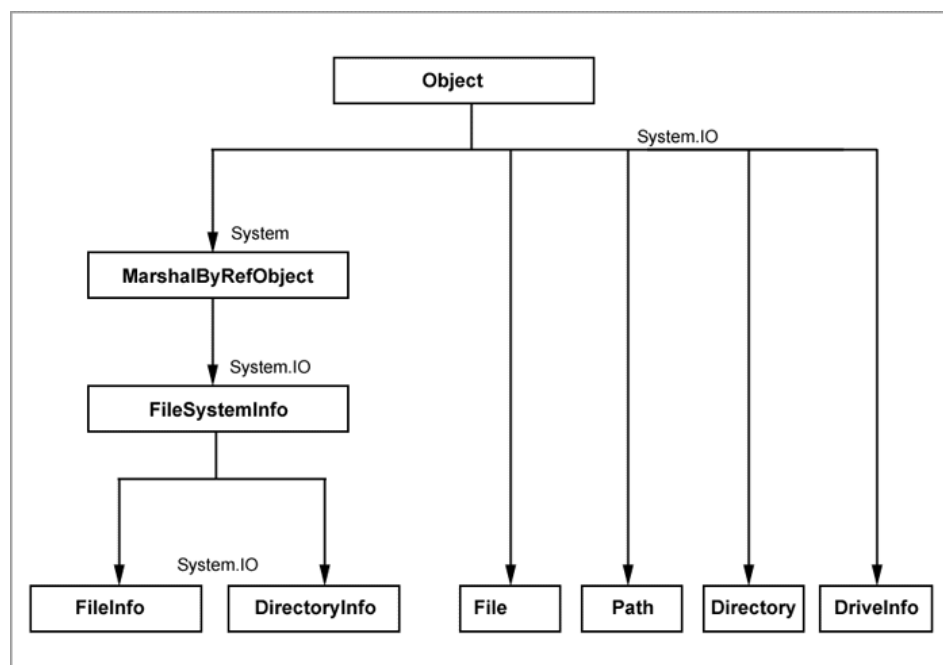 Object
System.IO
System
MarshalByRefObject
System.IO
FileSystemInfo
System.IO
FileInfo
DirectoryInfo
File
Path
Directory
DriveInfo